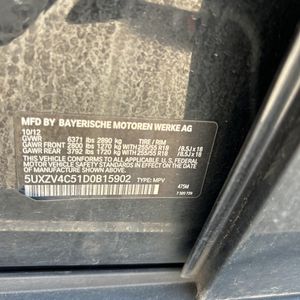 MFD BY BAYERISCHE MOTOREN WERKE AG
10/12
GVWR 6371 lbs 2890 kg TIRE / RIM
GAWR FRONT 2800 lbs 1270 kg 255/55 R18 / 8.5J x 18
GAWR REAR 3792 lbs 1720 kg 255/55 R18 / 8.5J x 18
THIS VEHICLE CONFORMS TO ALL APPLICABLE U.S. FEDERAL
MOTOR VEHICLE SAFETY AND THEFT PREVENTION STANDARDS
IN EFFECT ON THE DATE OF MANUFACTURE SHOWN ABOVE.
5UXZV4C51D0B15902 TYPE: MPV
475M